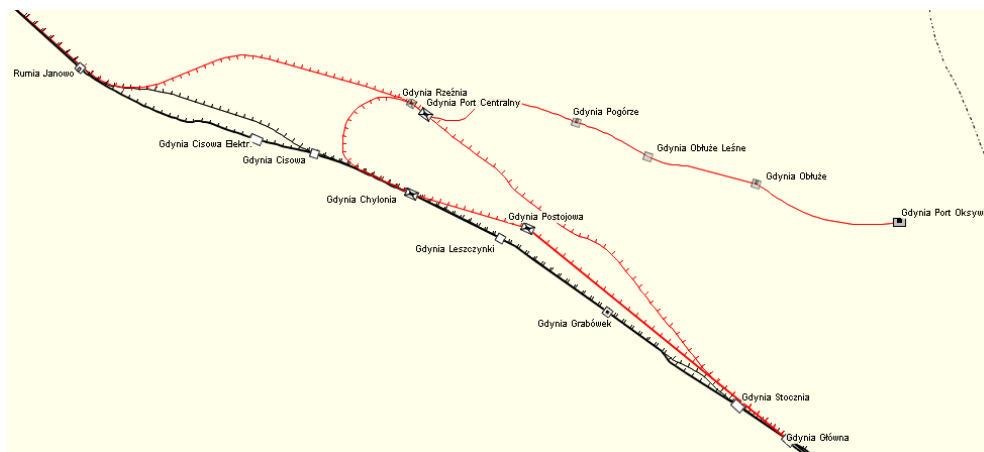 Rumia Janowo
Gdynia Rzeźnia
Gdynia Port Centralny
Gdynia Pogórze
Gdynia Cisowa Elektr.
Gdynia Cisowa
Gdynia Obłuże Leśne
Gdynia Obłuże
Gdynia Chylonia
Gdynia Postojowa
Gdynia Port Oksyw
Gdynia Leszczynki
Gdynia Grabówek
Gdynia Stocznia
Gdynia Główna